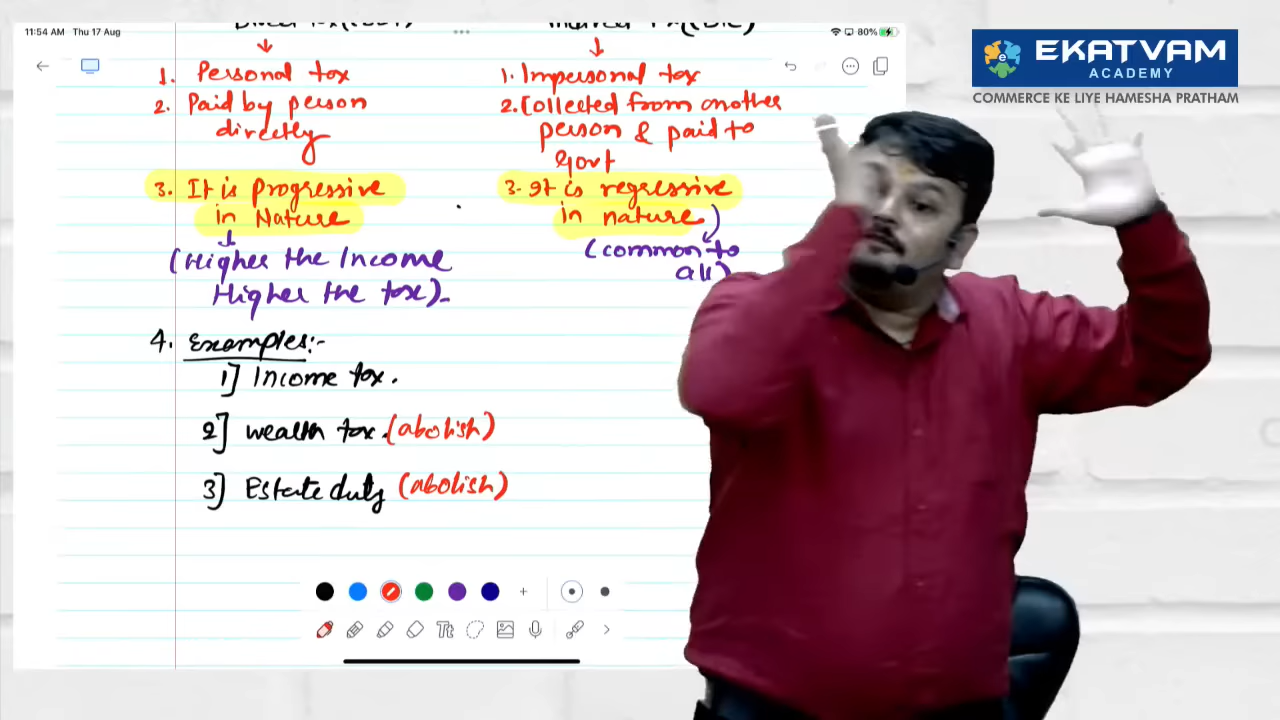 11:54 AM Thu 17 Aug
80%
EKATVAM
ACADEMY
COMMERCE KE LIYE HAMESHA PRATHAM
1. Personal tax
2. Paid by person
directly
3. It is progressive
in Nature
(Higher the Income
Higher the tax).
1. Impersonal tax
2. Collected from another
person & paid to
Govt
3. It is regressive
in nature
(common to
all)
4. Examples:-
1] Income tax.
2] wealth tax. (abolish)
3] Estate duty (abolish)
Tt